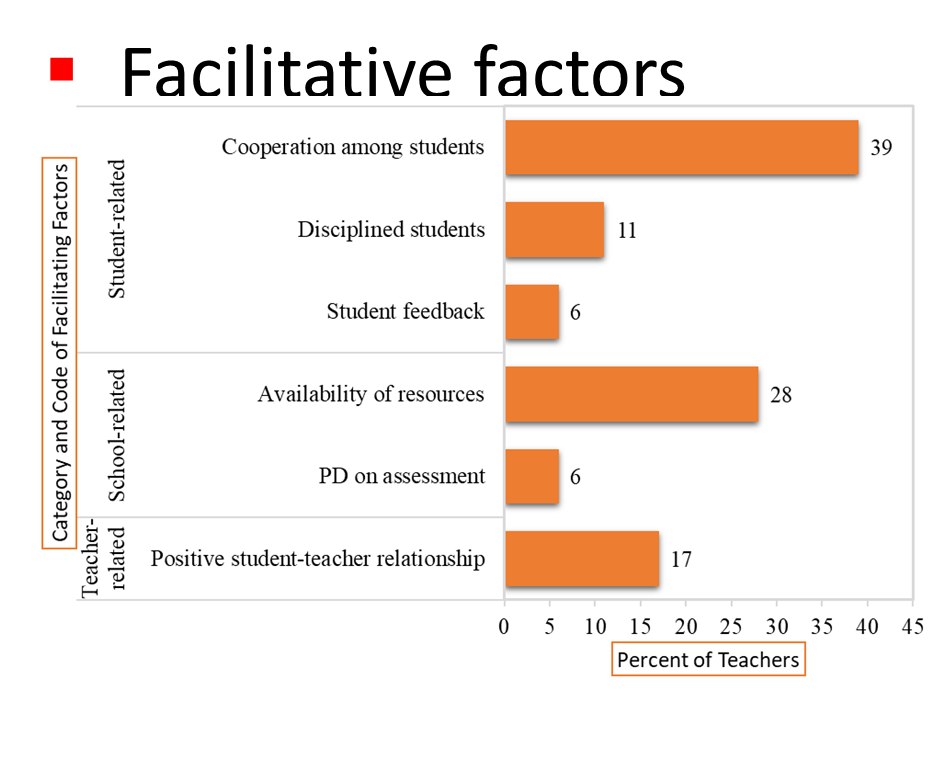 Facilitative factors
Category and Code of Facilitating Factors
Student-related
Cooperation among students 39
Disciplined students 11
Student feedback 6
School-related
Availability of resources 28
PD on assessment 6
Teacher-
related
Positive student-teacher relationship 17
0 5 10 15 20 25 30 35 40 45
Percent of Teachers